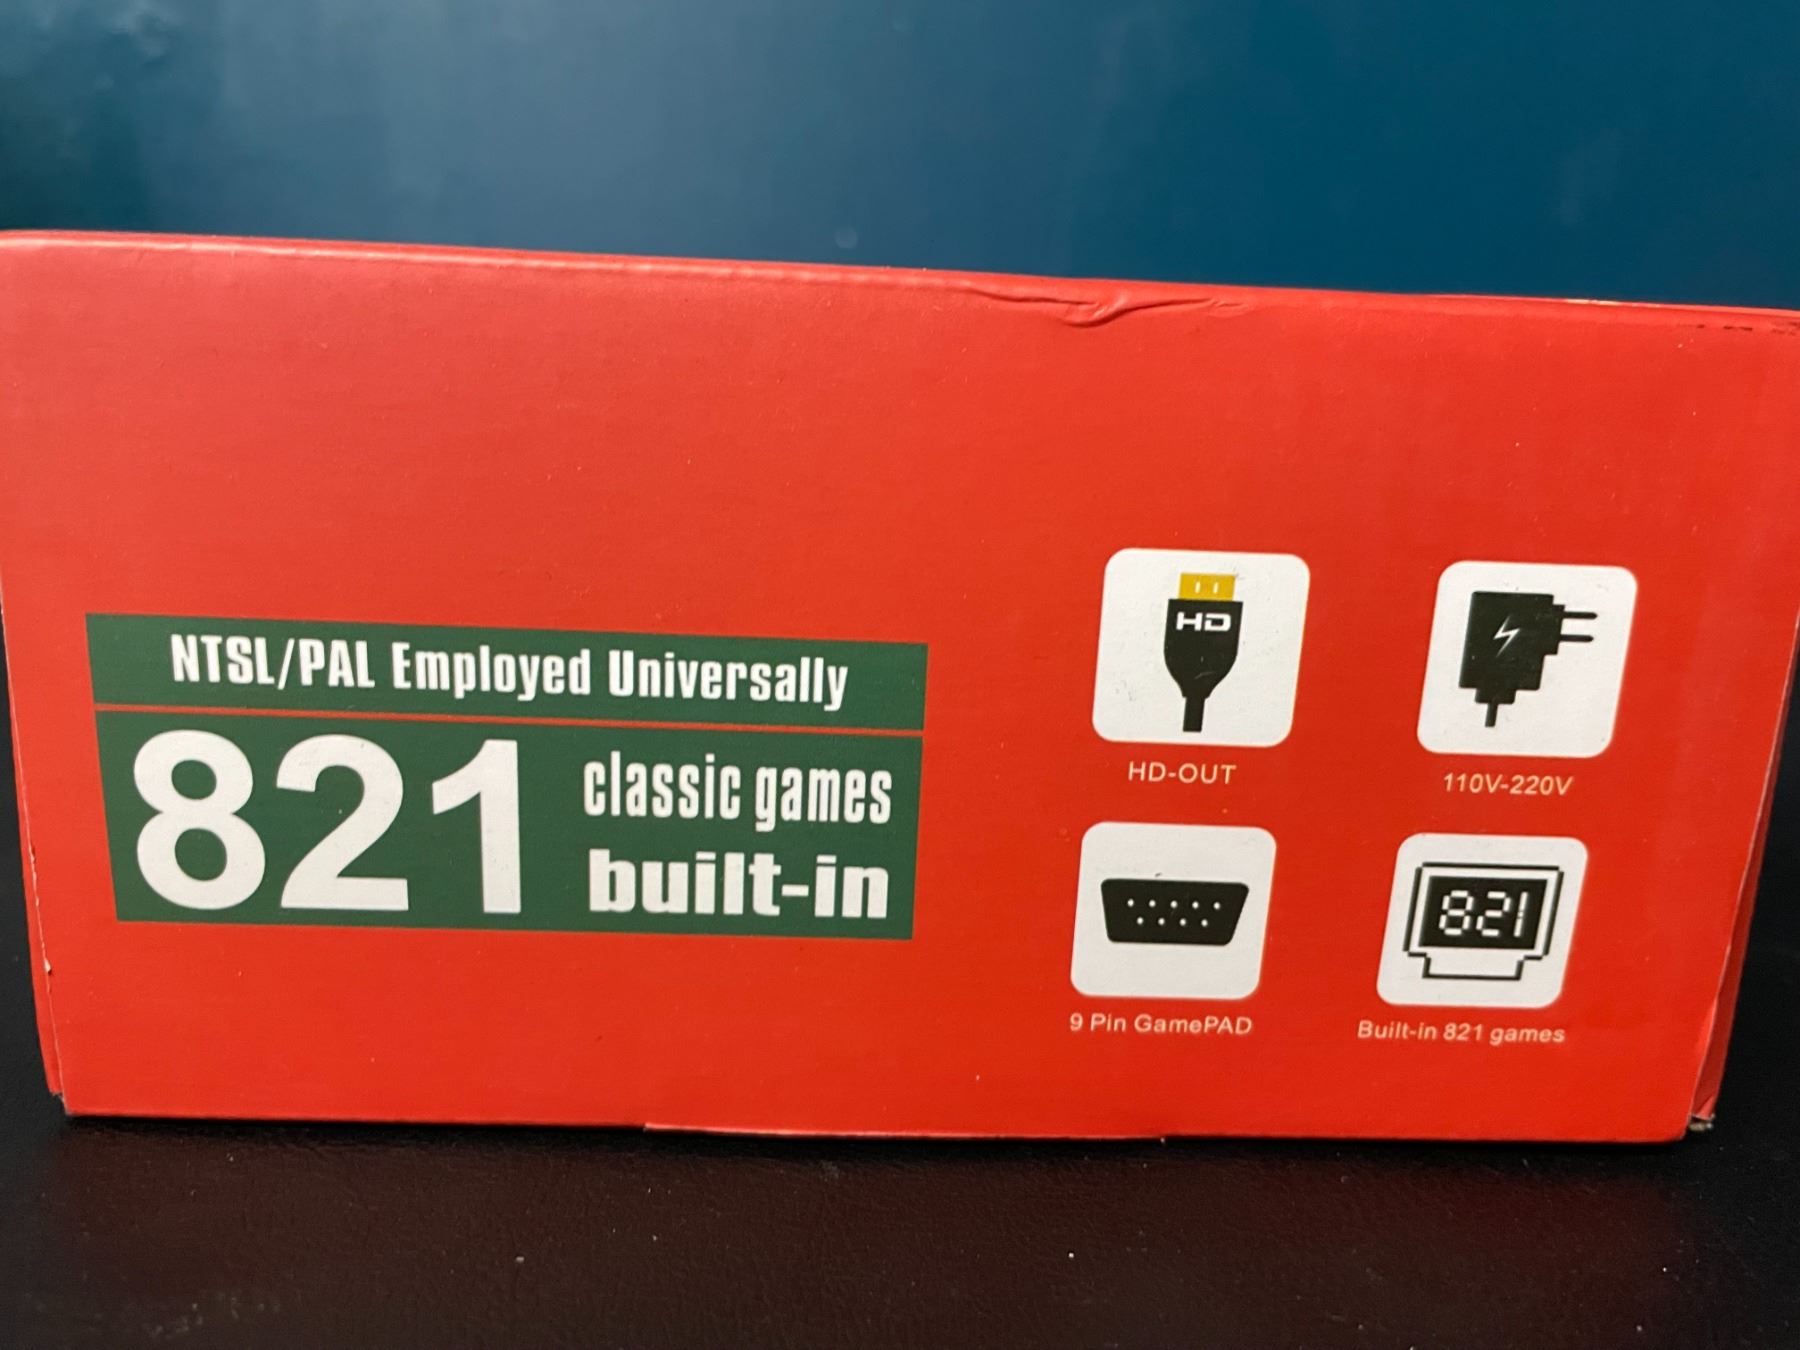 NTSL/PAL Employed Universally
821 classic games
built-in
HD
HD-OUT
110V-220V
9 Pin GamePAD
821
Built-in 821 games